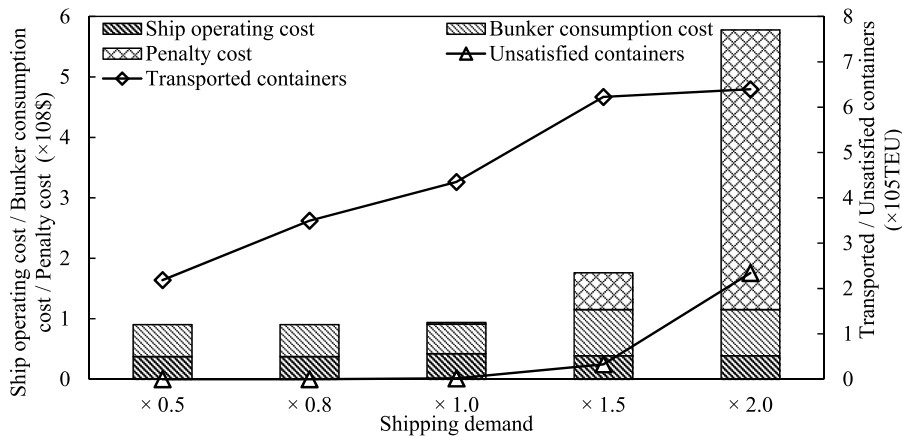 Ship operating cost
Bunker consumption cost
Penalty cost
Unsatisfied containers
Transported containers
Ship operating cost / Bunker consumption
cost / Penalty cost (×108$)
6
5
4
3
2
1
0
8
7
6
5
4
3
2
1
0
Transported / Unsatisfied containers
(×105TEU)
× 0.5
× 0.8
× 1.0
× 1.5
× 2.0
Shipping demand